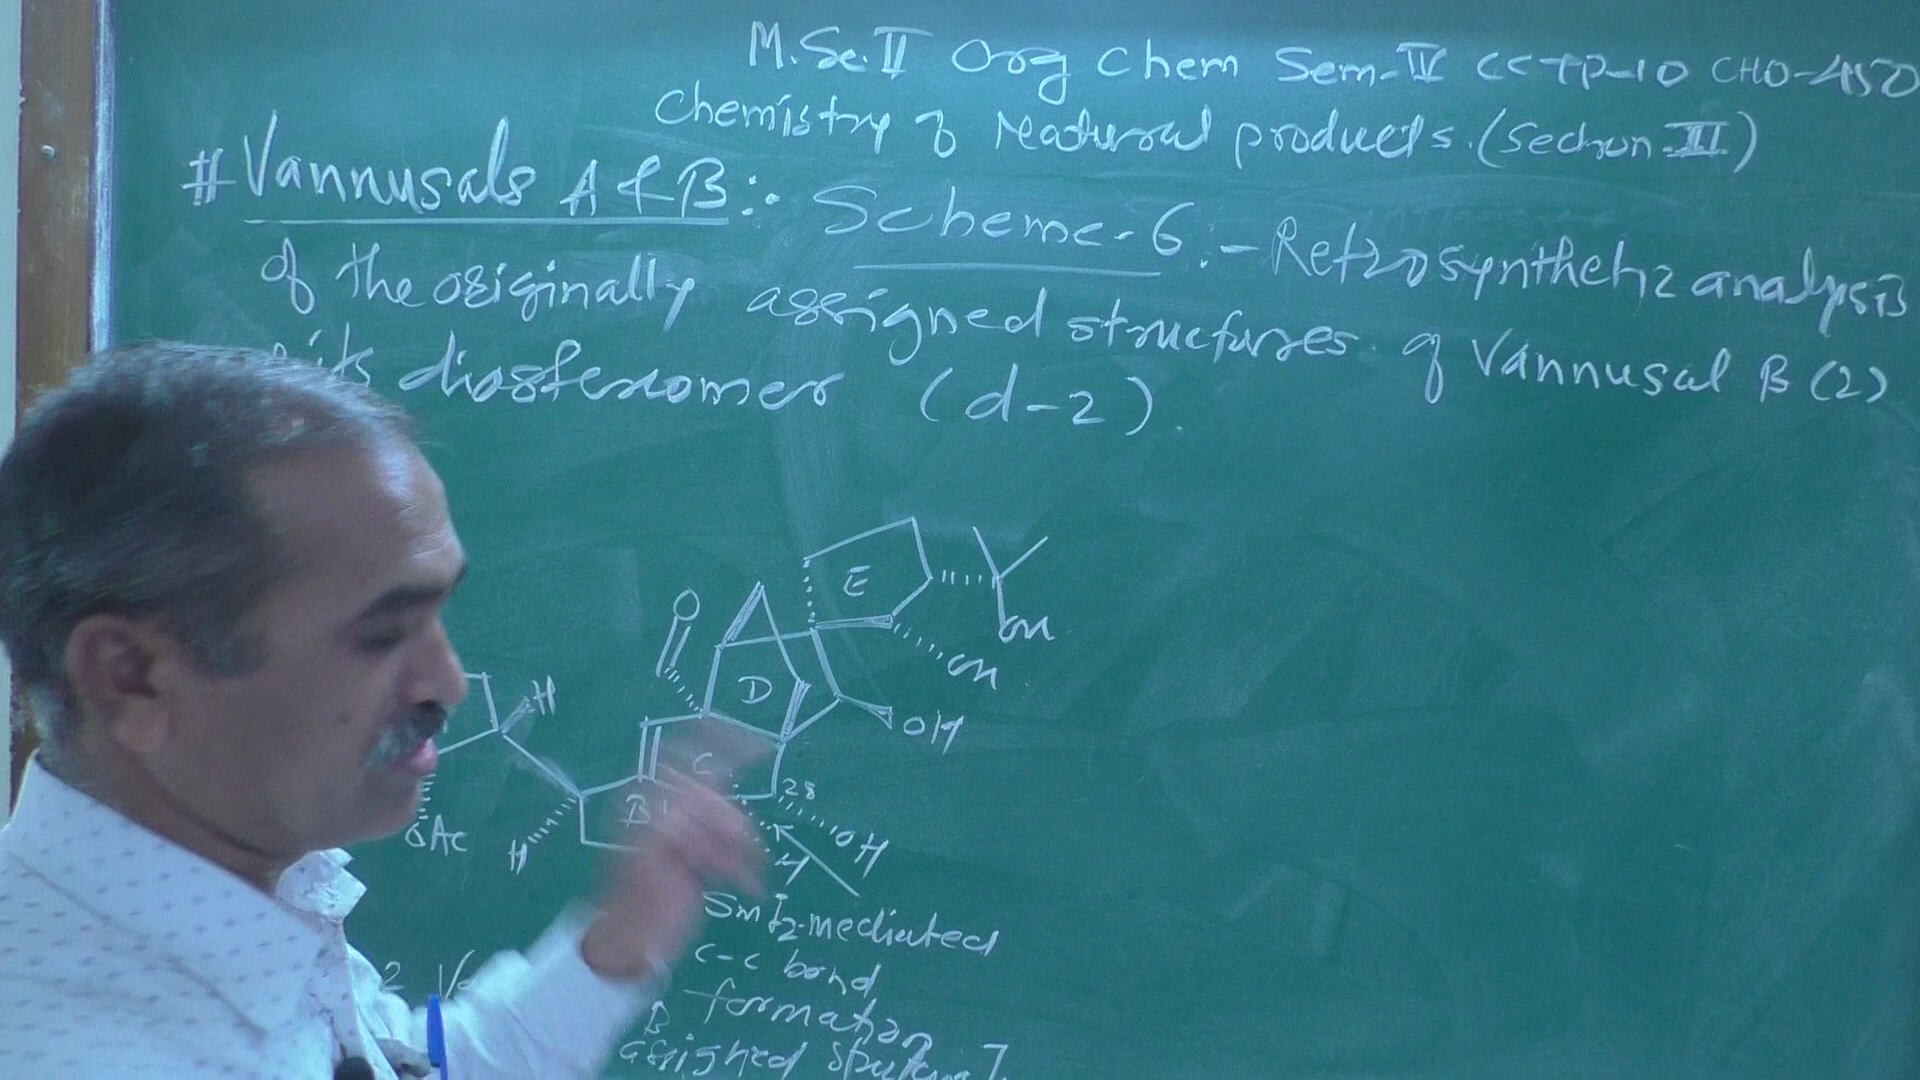 M.Sc.II Org Chem Sem-IV CCTP-10 CHO-450
Chemistry of Natural products. (Section-III)
# Vannusals A & B :- Scheme-6 :- Retrosynthetic analysis
of the originally assigned structures of Vannusal B (2)
its diastereomer (d-2).
E
OH
O
OH
D
H
OH
C
28
B
OAc
H
OH
H
SmI2-mediated
C-C bond
2
formation
B
assigned